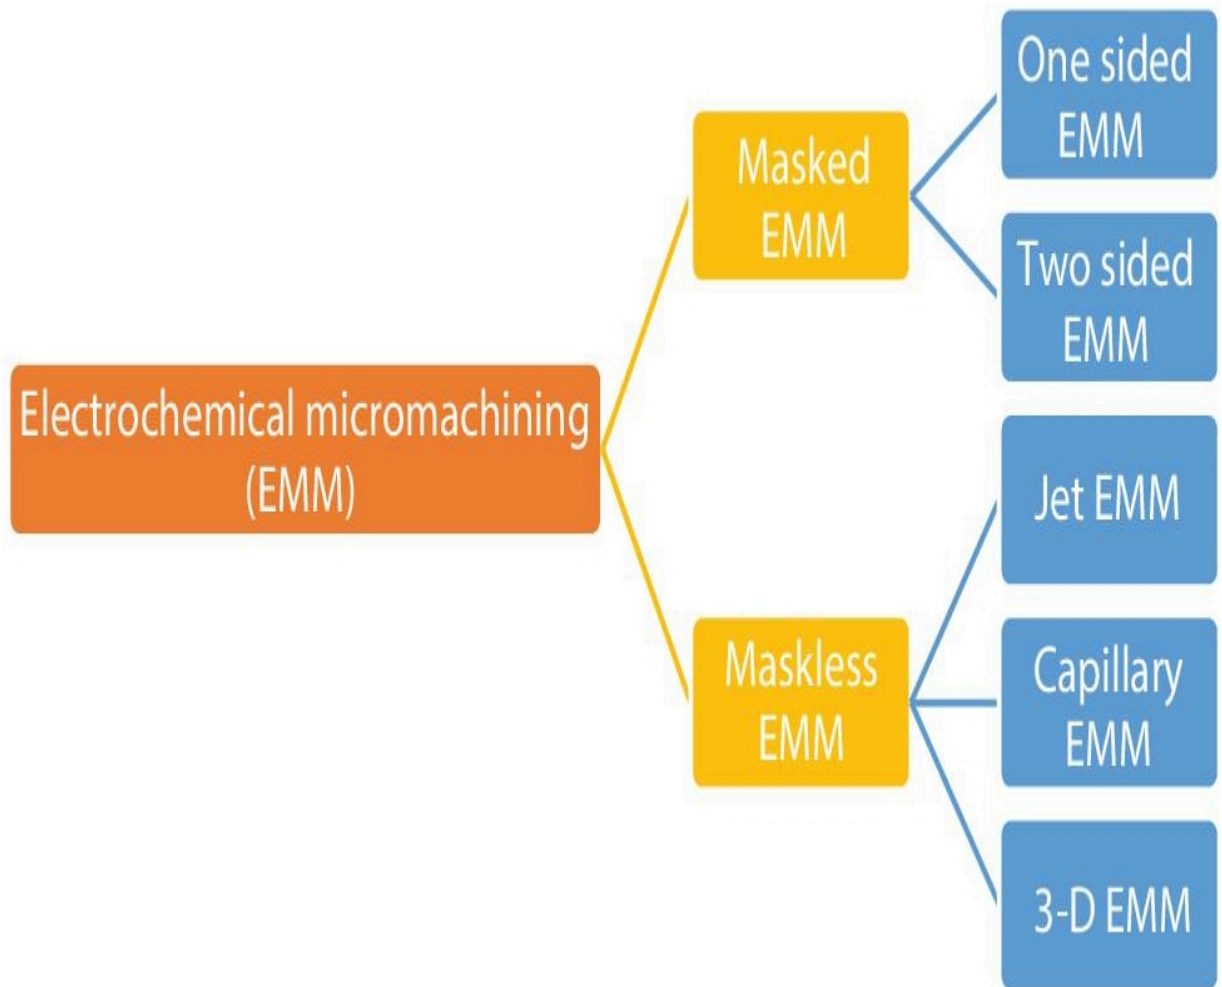 Electrochemical micromachining
(EMM)
Masked
EMM
One sided
EMM
Two sided
EMM
Maskless
EMM
Jet EMM
Capillary
EMM
3-D EMM